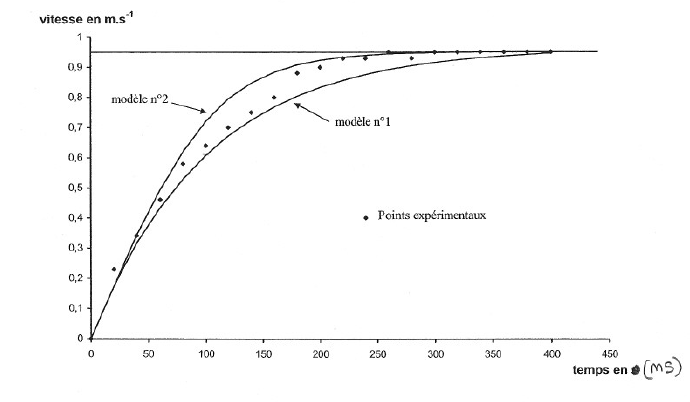 vitesse en m.s-1
1
0,9
0,8
0,7
0,6
0,5
0,4
0,3
0,2
0,1
0
modèle n°2
modèle n°1
Points expérimentaux
0 50 100 150 200 250 300 350 400 450
temps en (ms)